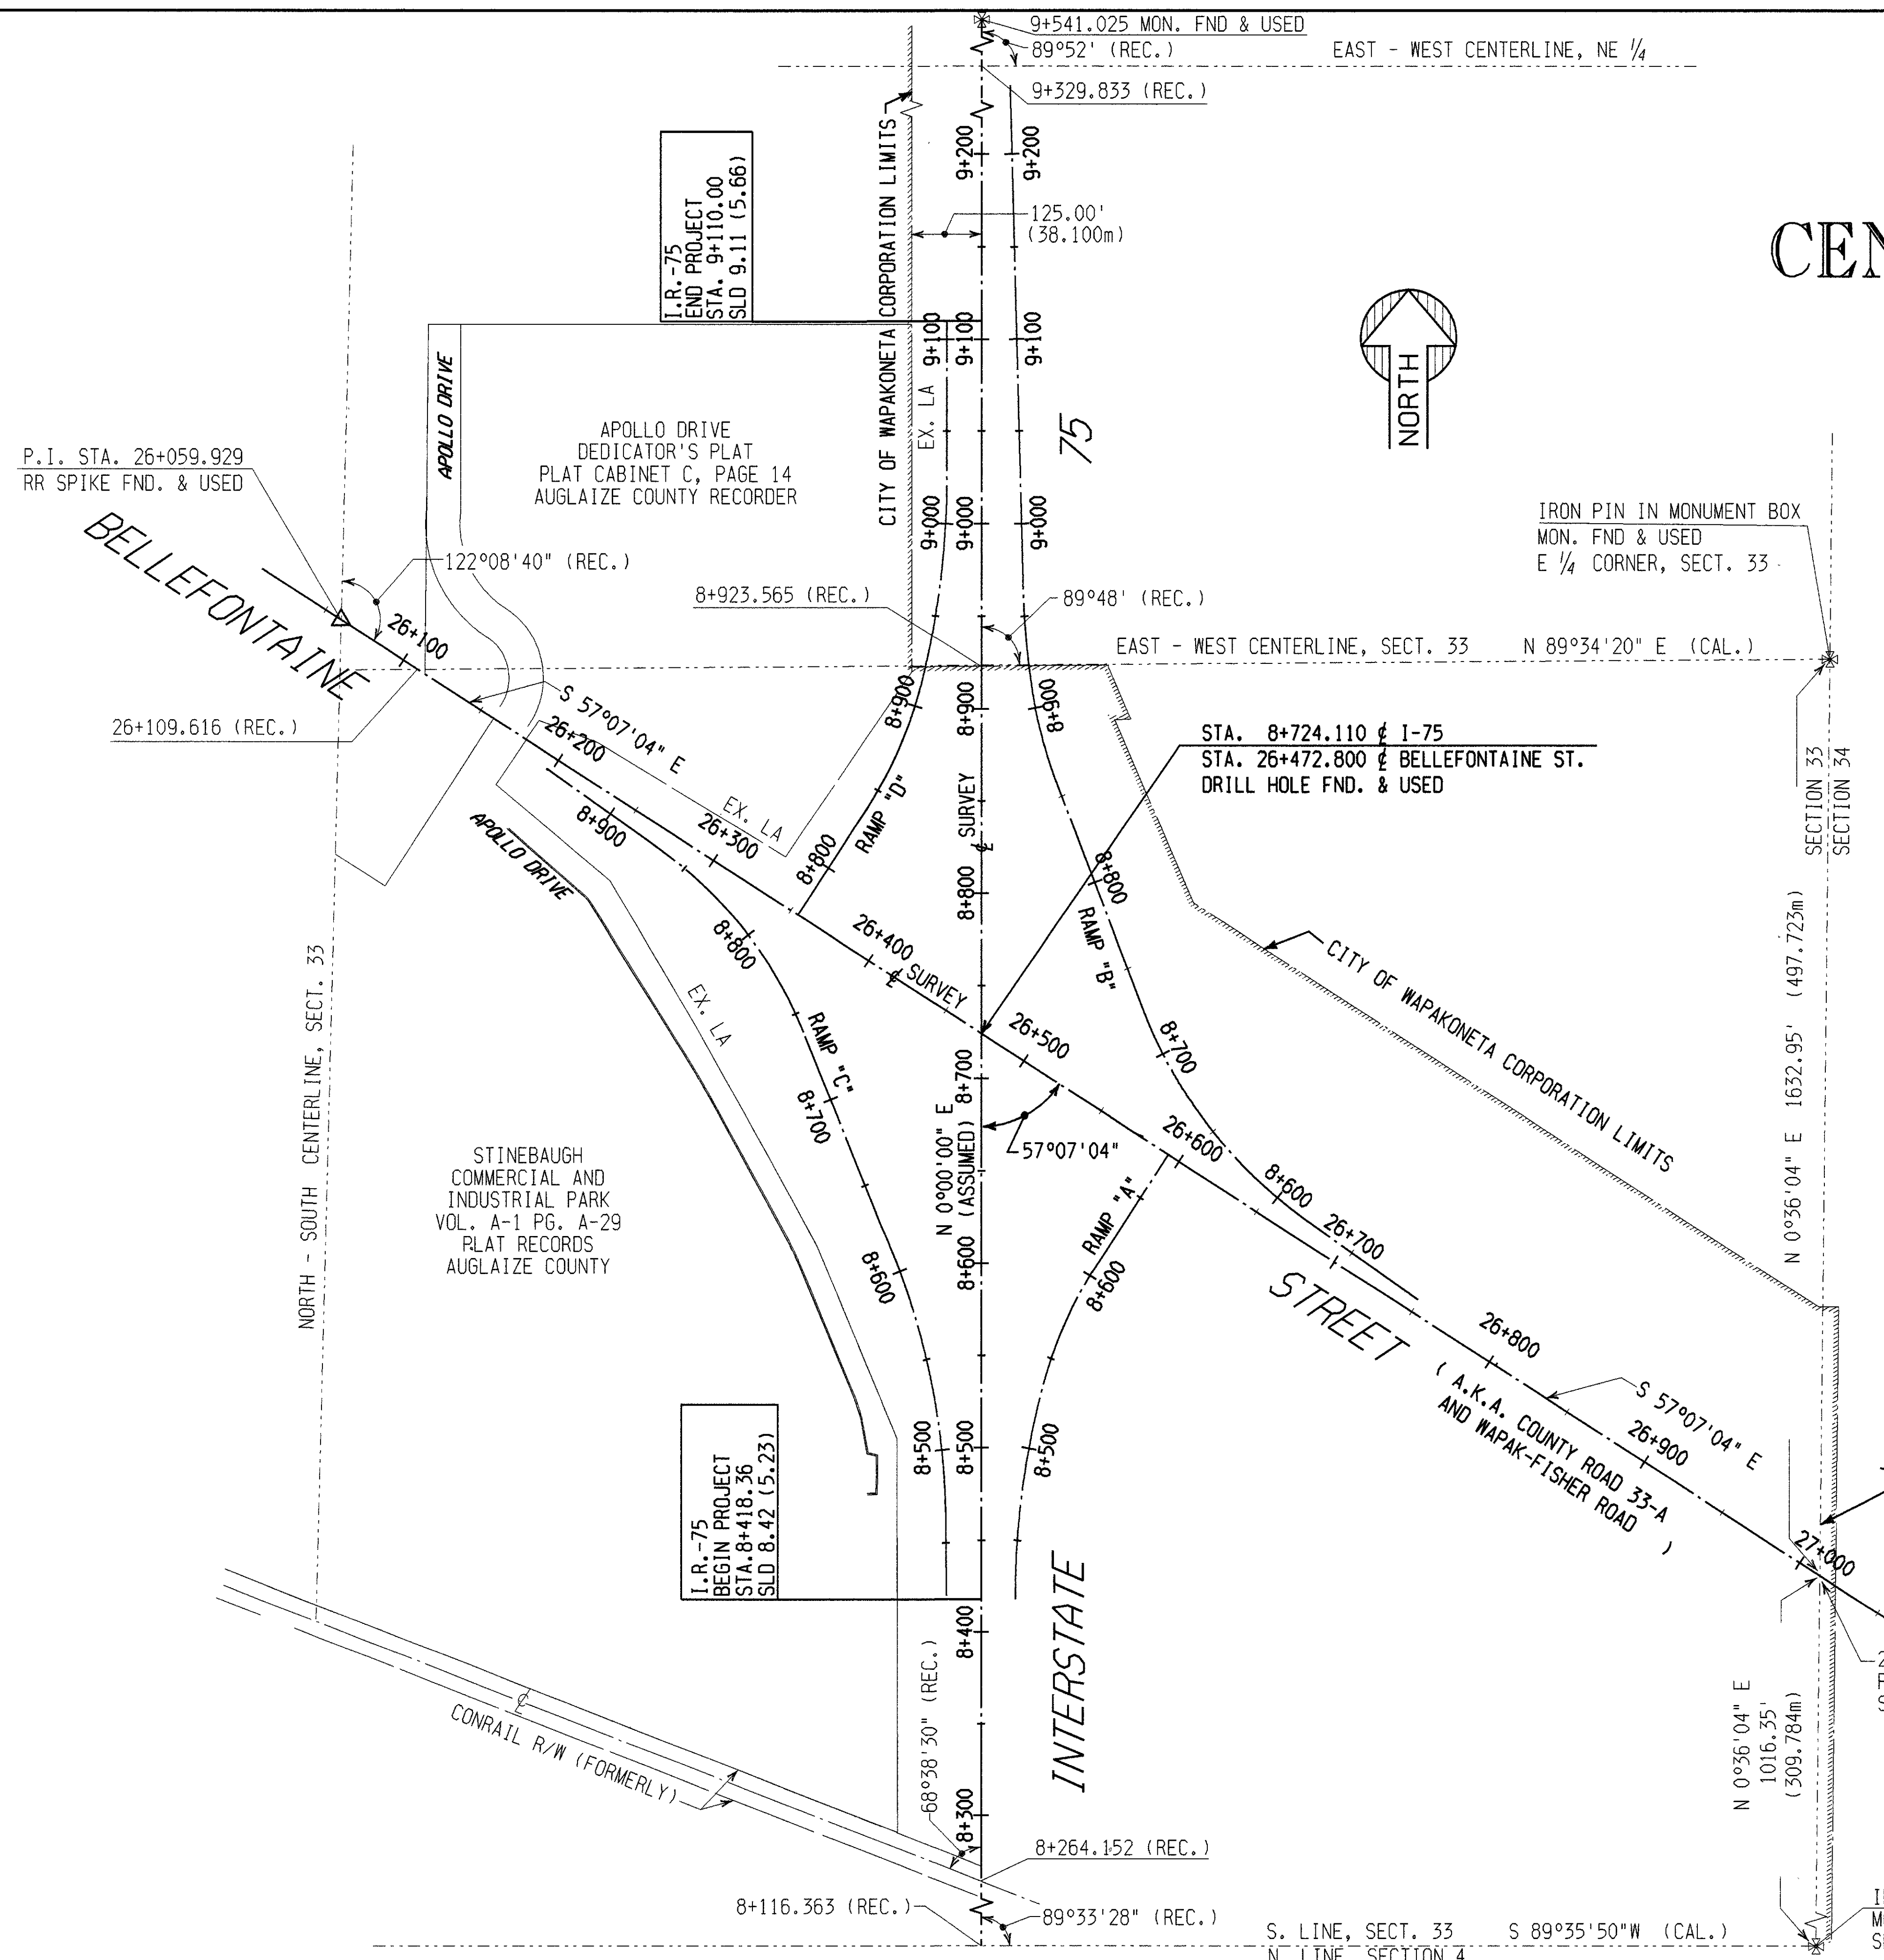 9+541.025 MON. FND & USED
89°52' (REC.)
EAST - WEST CENTERLINE, NE 1/4
9+329.833 (REC.)
CITY OF WAPAKONETA CORPORATION LIMITS
9+200
9+200
I.R.-75
END PROJECT
STA. 9+110.00
SLD 9.11 (5.66)
125.00'
(38.100m)
CEN
NORTH
9+100
9+100
9+100
EX. LA
75
APOLLO DRIVE
APOLLO DRIVE
DEDICATOR'S PLAT
PLAT CABINET C, PAGE 14
AUGLAIZE COUNTY RECORDER
P.I. STA. 26+059.929
RR SPIKE FND. & USED
BELLEFONTAINE
122°08'40" (REC.)
26+100
9+000
9+000
9+000
IRON PIN IN MONUMENT BOX
MON. FND & USED
E 1/4 CORNER, SECT. 33
8+923.565 (REC.)
89°48' (REC.)
EAST - WEST CENTERLINE, SECT. 33
N 89°34'20" E (CAL.)
26+109.616 (REC.)
S 57°07'04" E
26+200
8+900
8+900
8+900
STA. 8+724.110 ℄ I-75
STA. 26+472.800 ℄ BELLEFONTAINE ST.
DRILL HOLE FND. & USED
SECTION 33
SECTION 34
APOLLO DRIVE
8+900
26+300
EX. LA
8+800
RAMP "D"
℄ SURVEY
8+800
8+800
RAMP "B"
8+800
26+400
℄ SURVEY
CITY OF WAPAKONETA CORPORATION LIMITS
N 0°36'04" E 1632.95' (497.723m)
NORTH - SOUTH CENTERLINE, SECT. 33
EX. LA
RAMP "C"
8+700
26+500
8+700
8+700
N 0°00'00" E
(ASSUMED)
57°07'04"
26+600
STINEBAUGH
COMMERCIAL AND
INDUSTRIAL PARK
VOL. A-1 PG. A-29
PLAT RECORDS
AUGLAIZE COUNTY
RAMP "A"
8+600
26+700
8+600
8+600
8+600
STREET
26+800
( A.K.A. COUNTY ROAD 33-A
AND WAPAK-FISHER ROAD )
S 57°07'04" E
26+900
27+000
I.R.-75
BEGIN PROJECT
STA.8+418.36
SLD 8.42 (5.23)
8+500
8+500
8+500
INTERSTATE
8+400
68°38'30" (REC.)
℄
CONRAIL R/W (FORMERLY)
8+300
N 0°36'04" E
1016.35'
(309.784m)
8+264.152 (REC.)
8+116.363 (REC.)
89°33'28" (REC.)
S. LINE, SECT. 33
S 89°35'50"W (CAL.)
N. LINE, SECTION 4